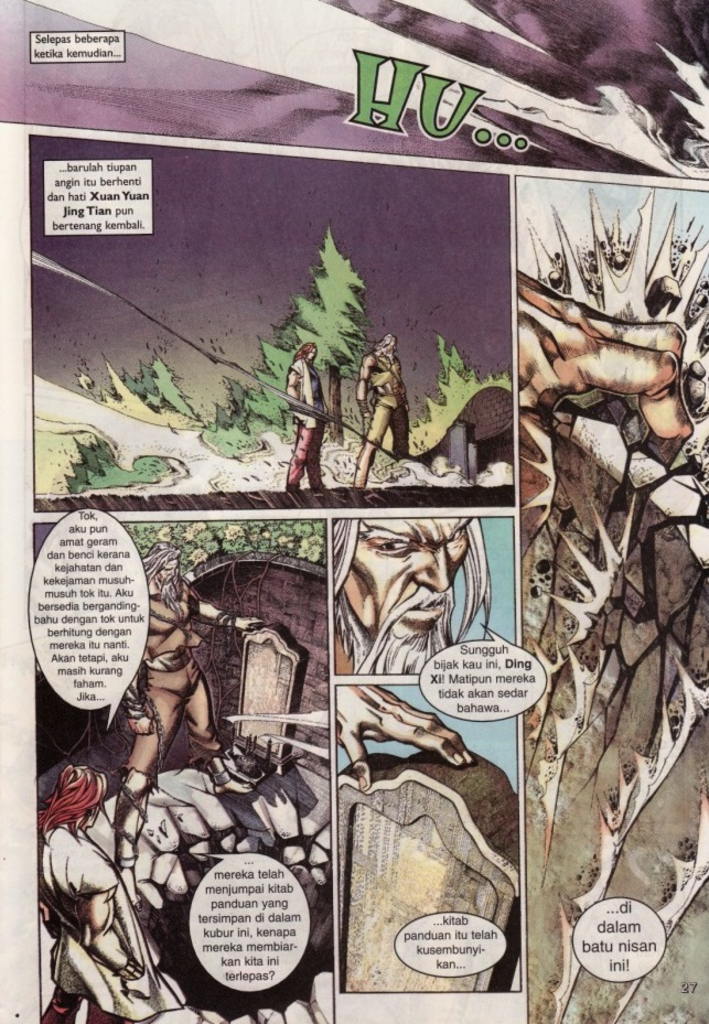 Selepas beberapa
ketika kemudian...
HU...
...barulah tiupan
angin itu berhenti
dan hati Xuan Yuan
Jing Tian pun
bertenang kembali.
Tok,
aku pun
amat geram
dan benci kerana
kejahatan dan
kekejaman musuh-
musuh tok itu. Aku
bersedia berganding-
bahu dengan tok untuk
berhitung dengan
mereka itu nanti.
Akan tetapi, aku
masih kurang
faham.
Jika...
...
mereka telah
menjumpai kitab
panduan yang
tersimpan di dalam
kubur ini, kenapa
mereka membiar-
kan kita ini
terlepas?
Sungguh
bijak kau ini, Ding
Xi! Matipun mereka
tidak akan sedar
bahawa...
...kitab
panduan itu telah
kusembunyi-
kan...
...di
dalam
batu nisan
ini!
27